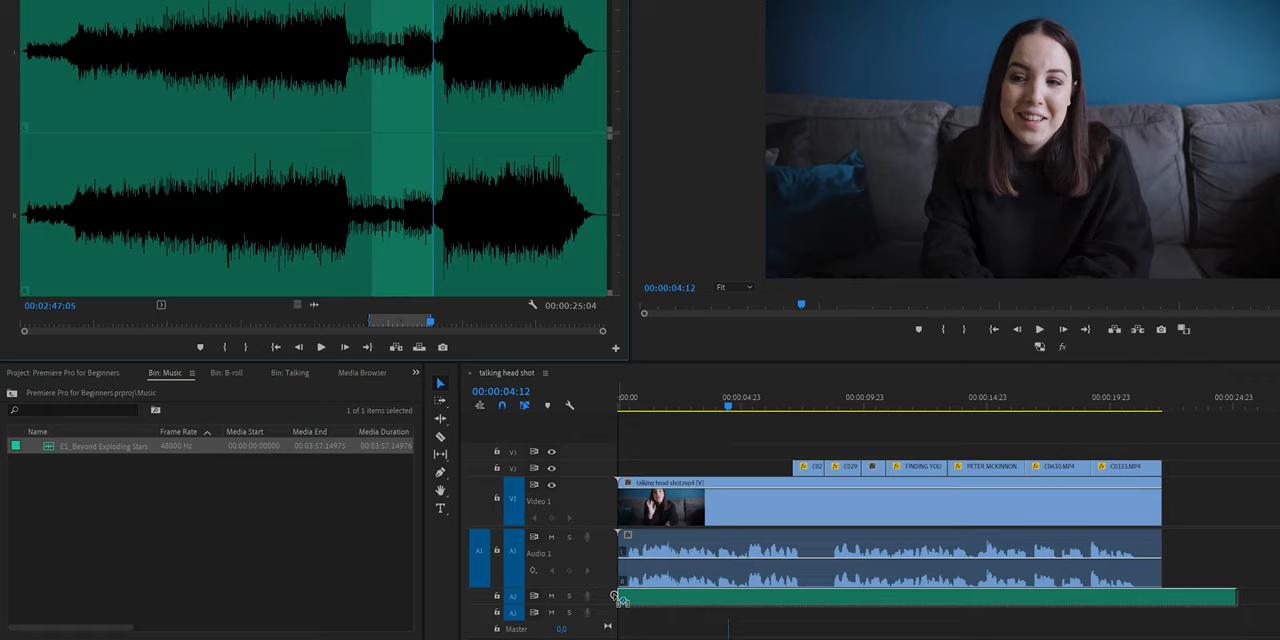 L
L
R
R
00:02:47:05
00:00:25:04
00:00:04:12
Fit
fx
Project: Premiere Pro for Beginners
Bin: Music
Bin: B-roll
Bin: Talking
Media Browser
Premiere Pro for Beginners.prproj\Music
1 of 1 items selected
Name
Frame Rate
Media Start
Media End
Media Duration
ES_Beyond Exploding Stars
48000 Hz
00:00:00:00000
00:03:57:14975
00:03:57:14976
× talking head shot
00:00:04:12
:00:00
00:00:04:23
00:00:09:23
00:00:14:23
00:00:19:23
00:00:24:23
V3
V2
C02
C029
FINDING YOU
PETER MCKINNON
C0630.MP4
C0333.MP4
V1
Video 1
talking head shot.mp4 [V]
A1
A1
M S
Audio 1
L
R
A2
M S
A3
M S
Master
0,0
T